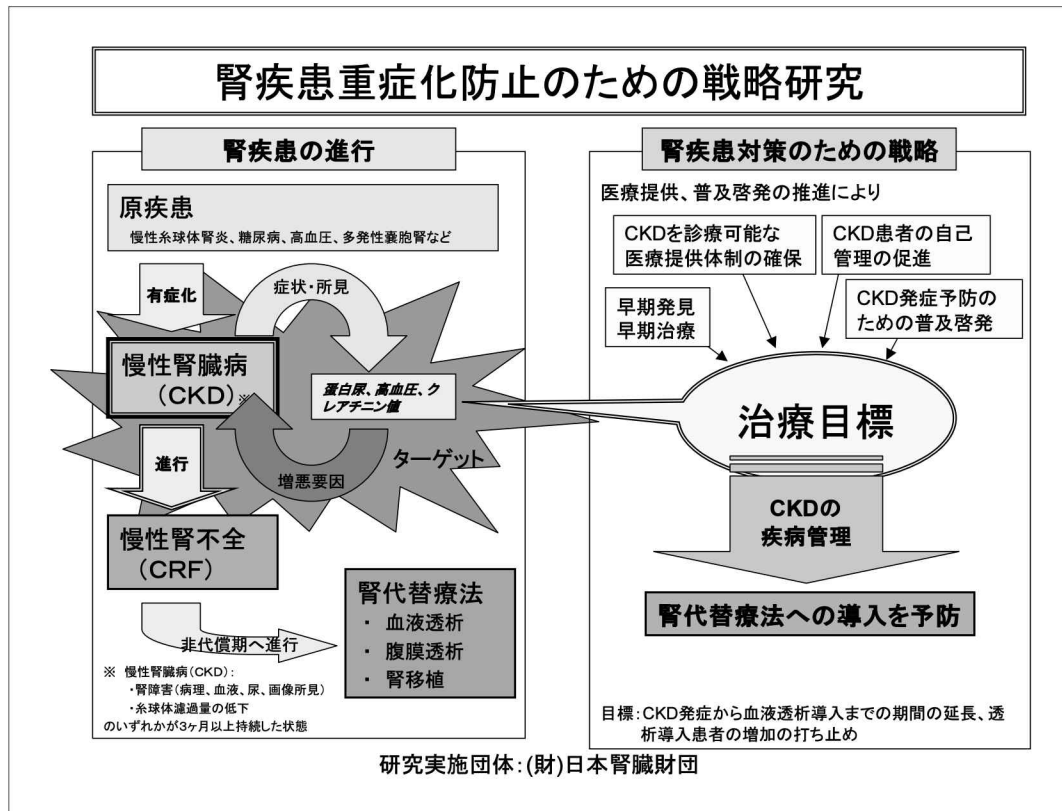 腎疾患重症化防止のための戦略研究
腎疾患の進行
原疾患
慢性糸球体腎炎、糖尿病、高血圧、多発性嚢胞腎など
有症化
症状・所見
慢性腎臓病
（CKD）※
蛋白尿、高血圧、ク
レアチニン値
ターゲット
進行
増悪要因
慢性腎不全
（CRF）
非代償期へ進行
腎代替療法
・ 血液透析
・ 腹膜透析
・ 腎移植
※ 慢性腎臓病（CKD）：
・腎障害（病理、血液、尿、画像所見）
・糸球体濾過量の低下
のいずれかが3ヶ月以上持続した状態
腎疾患対策のための戦略
医療提供、普及啓発の推進により
CKDを診療可能な
医療提供体制の確保
CKD患者の自己
管理の促進
早期発見
早期治療
CKD発症予防の
ための普及啓発
治療目標
CKDの
疾病管理
腎代替療法への導入を予防
目標：CKD発症から血液透析導入までの期間の延長、透
析導入患者の増加の打ち止め
研究実施団体：(財)日本腎臓財団